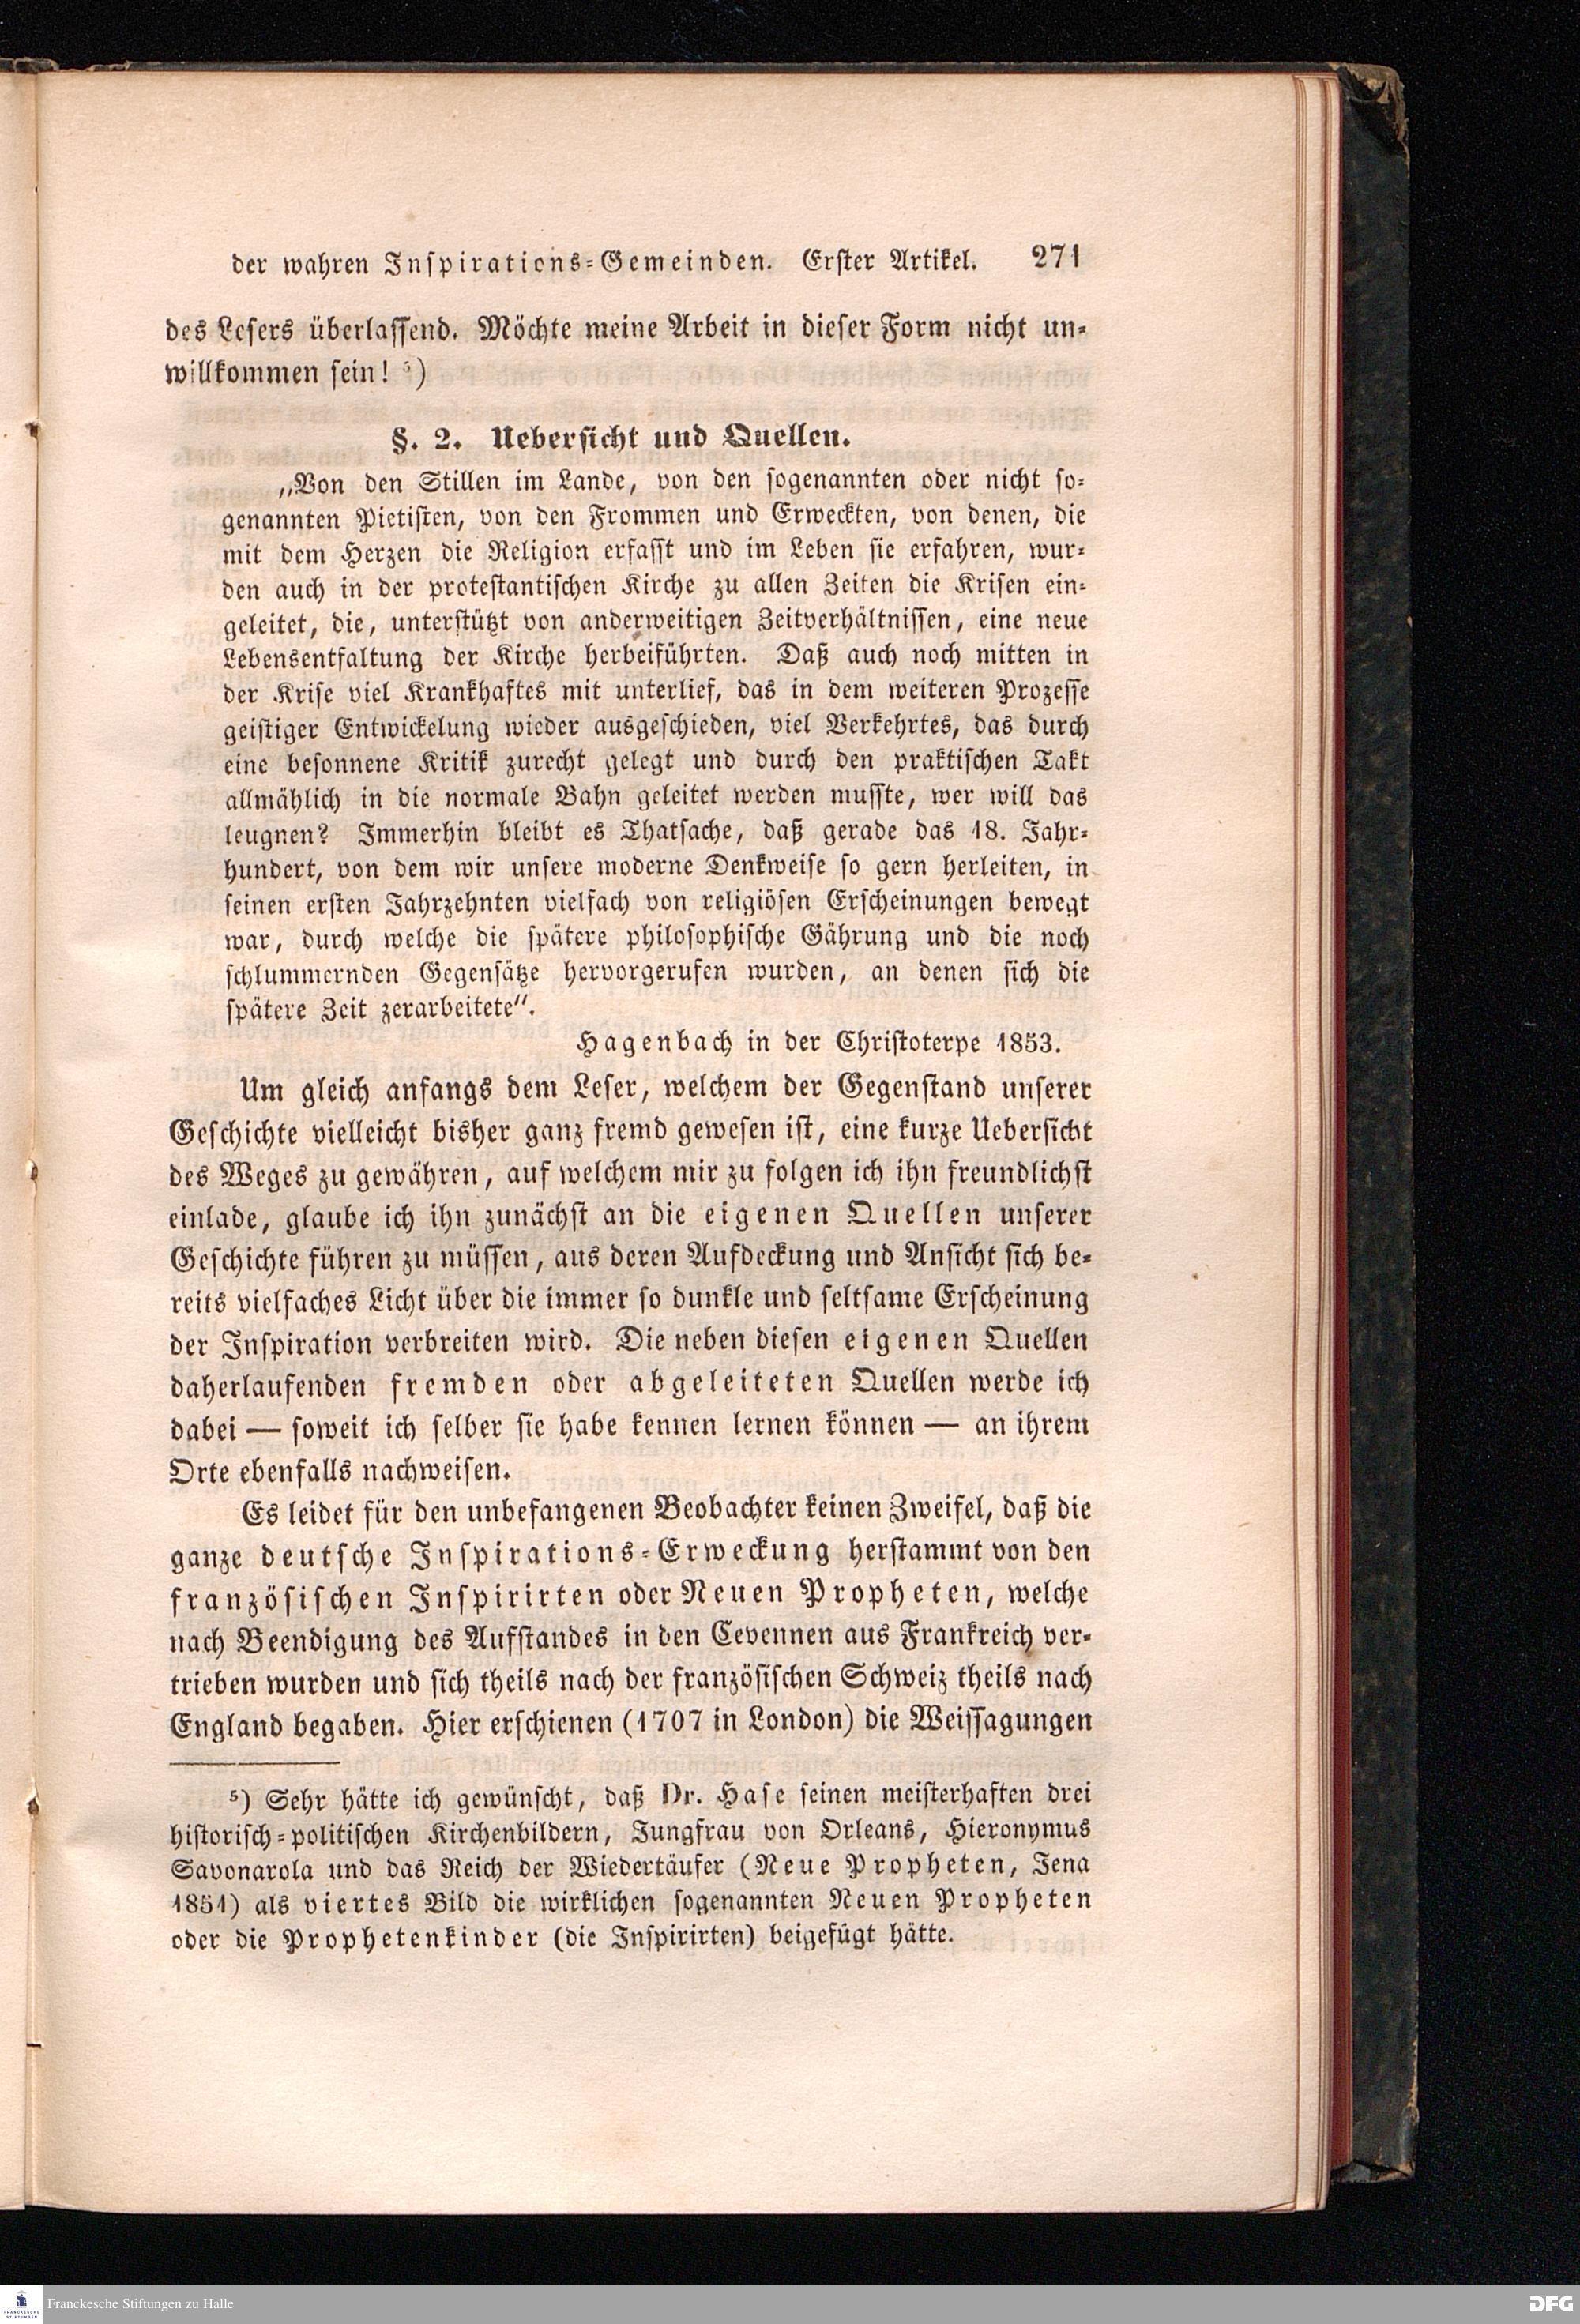 der wahren Inspirations-Gemeinden. Erster Artikel. 271
des Lesers überlassend. Möchte meine Arbeit in dieser Form nicht un-
willkommen sein! ⁵)
§. 2. Uebersicht und Quellen.
„Von den Stillen im Lande, von den sogenannten oder nicht so-
genannten Pietisten, von den Frommen und Erweckten, von denen, die
mit dem Herzen die Religion erfasst und im Leben sie erfahren, wur-
den auch in der protestantischen Kirche zu allen Zeiten die Krisen ein-
geleitet, die, unterstützt von anderweitigen Zeitverhältnissen, eine neue
Lebensentfaltung der Kirche herbeiführten. Daß auch noch mitten in
der Krise viel Krankhaftes mit unterlief, das in dem weiteren Prozesse
geistiger Entwickelung wieder ausgeschieden, viel Verkehrtes, das durch
eine besonnene Kritik zurecht gelegt und durch den praktischen Takt
allmählich in die normale Bahn geleitet werden musste, wer will das
leugnen? Immerhin bleibt es Thatsache, daß gerade das 18. Jahr-
hundert, von dem wir unsere moderne Denkweise so gern herleiten, in
seinen ersten Jahrzehnten vielfach von religiösen Erscheinungen bewegt
war, durch welche die spätere philosophische Gährung und die noch
schlummernden Gegensätze hervorgerufen wurden, an denen sich die
spätere Zeit zerarbeitete“.
Hagenbach in der Christoterpe 1853.
Um gleich anfangs dem Leser, welchem der Gegenstand unserer
Geschichte vielleicht bisher ganz fremd gewesen ist, eine kurze Uebersicht
des Weges zu gewähren, auf welchem mir zu folgen ich ihn freundlichst
einlade, glaube ich ihn zunächst an die eigenen Quellen unserer
Geschichte führen zu müssen, aus deren Aufdeckung und Ansicht sich be-
reits vielfaches Licht über die immer so dunkle und seltsame Erscheinung
der Inspiration verbreiten wird. Die neben diesen eigenen Quellen
daherlaufenden fremden oder abgeleiteten Quellen werde ich
dabei — soweit ich selber sie habe kennen lernen können — an ihrem
Orte ebenfalls nachweisen.
Es leidet für den unbefangenen Beobachter keinen Zweifel, daß die
ganze deutsche Inspirations-Erweckung herstammt von den
französischen Inspirirten oder Neuen Propheten, welche
nach Beendigung des Aufstandes in den Cevennen aus Frankreich ver-
trieben wurden und sich theils nach der französischen Schweiz theils nach
England begaben. Hier erschienen (1707 in London) die Weissagungen
⁵) Sehr hätte ich gewünscht, daß Dr. Hase seinen meisterhaften drei
historisch-politischen Kirchenbildern, Jungfrau von Orleans, Hieronymus
Savonarola und das Reich der Wiedertäufer (Neue Propheten, Jena
1851) als viertes Bild die wirklichen sogenannten Neuen Propheten
oder die Prophetenkinder (die Inspirirten) beigefügt hätte.
FRANCKESCHE STIFTUNGEN
Franckesche Stiftungen zu Halle
DFG